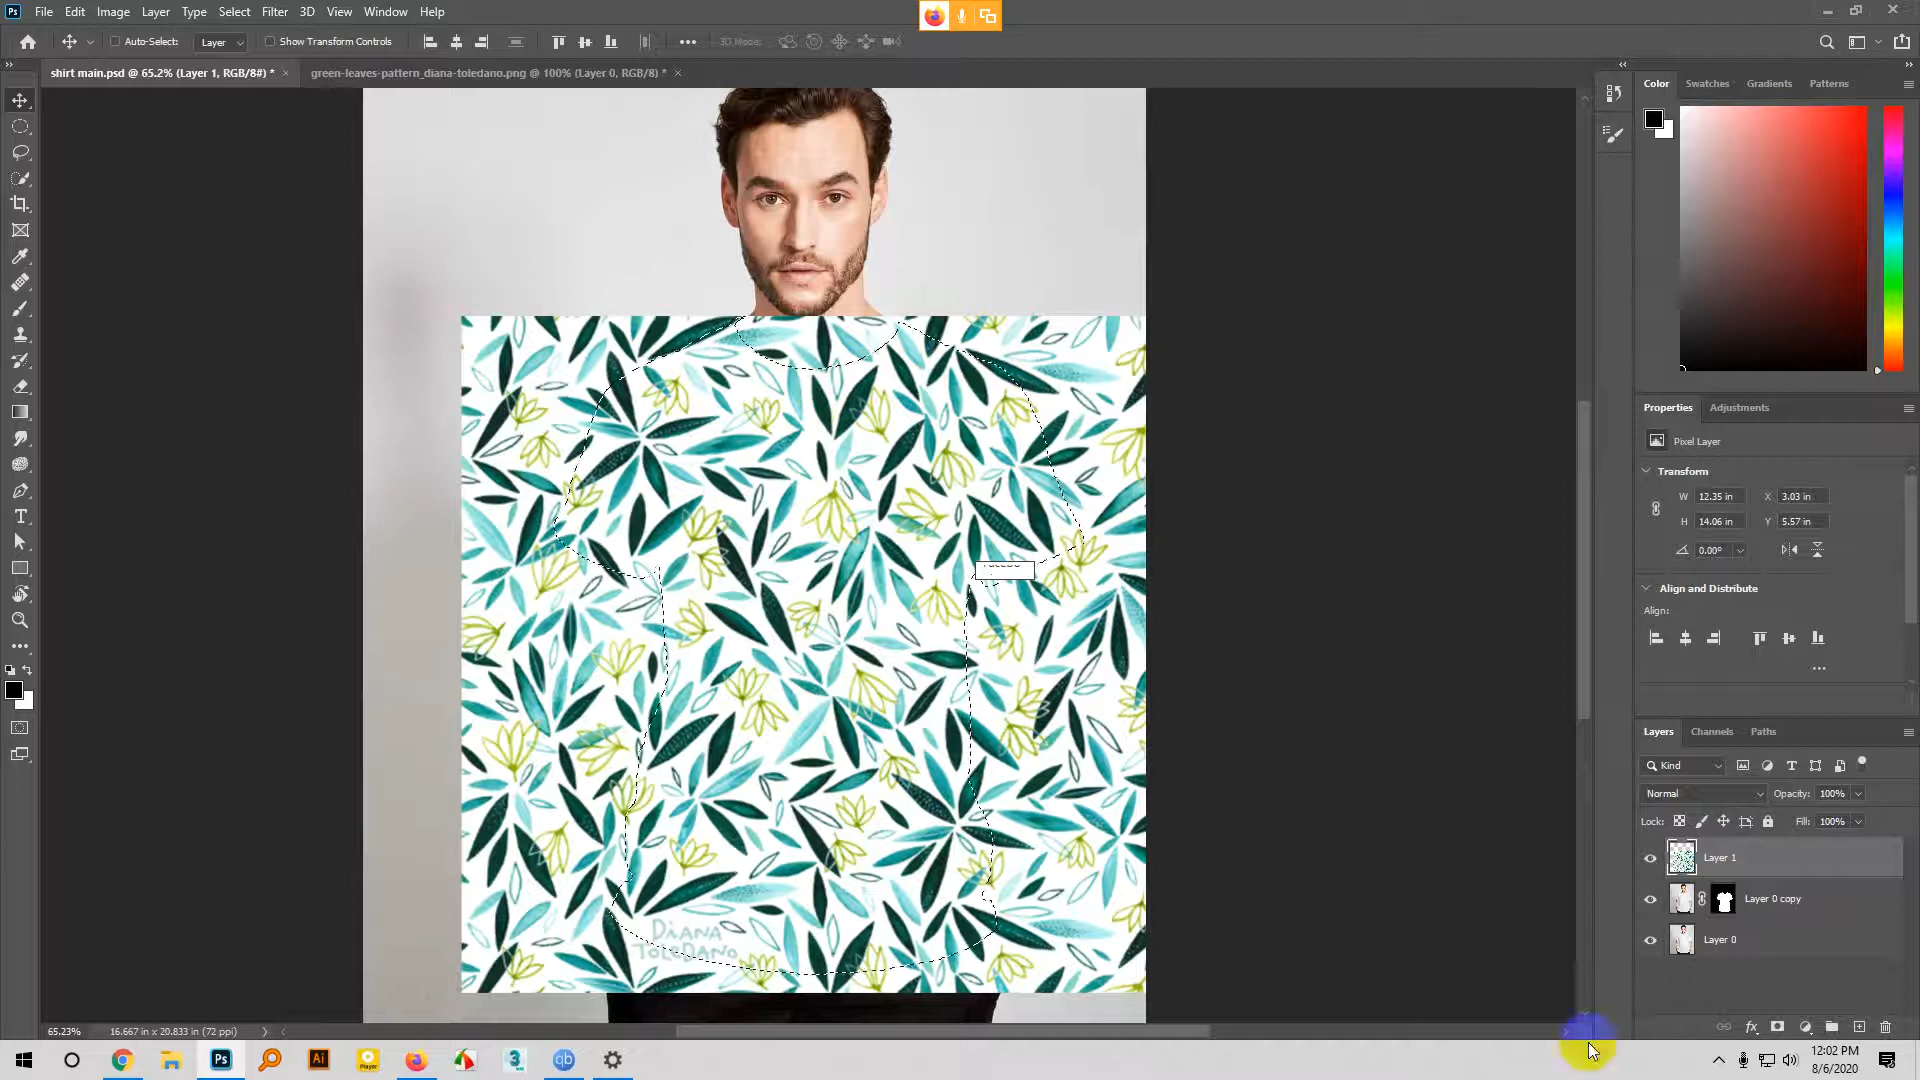 File Edit Image Layer Type Select Filter 3D View Window Help
Auto-Select: Layer Show Transform Controls 3D Mode:
shirt main.psd @ 65.2% (Layer 1, RGB/8#) * × green-leaves-pattern_diana-toledano.png @ 100% (Layer 0, RGB/8) * ×
Color Swatches Gradients Patterns
Properties Adjustments
Pixel Layer
Transform
W 12.35 in X 3.03 in
H 14.06 in Y 5.57 in
0.00°
Align and Distribute
Align:
Layers Channels Paths
Kind
Normal Opacity: 100%
Lock: Fill: 100%
Layer 1
Layer 0 copy
Layer 0
DIANA
TOLEDANO
65.23% 16.667 in x 20.833 in (72 ppi)
12:02 PM
8/6/2020